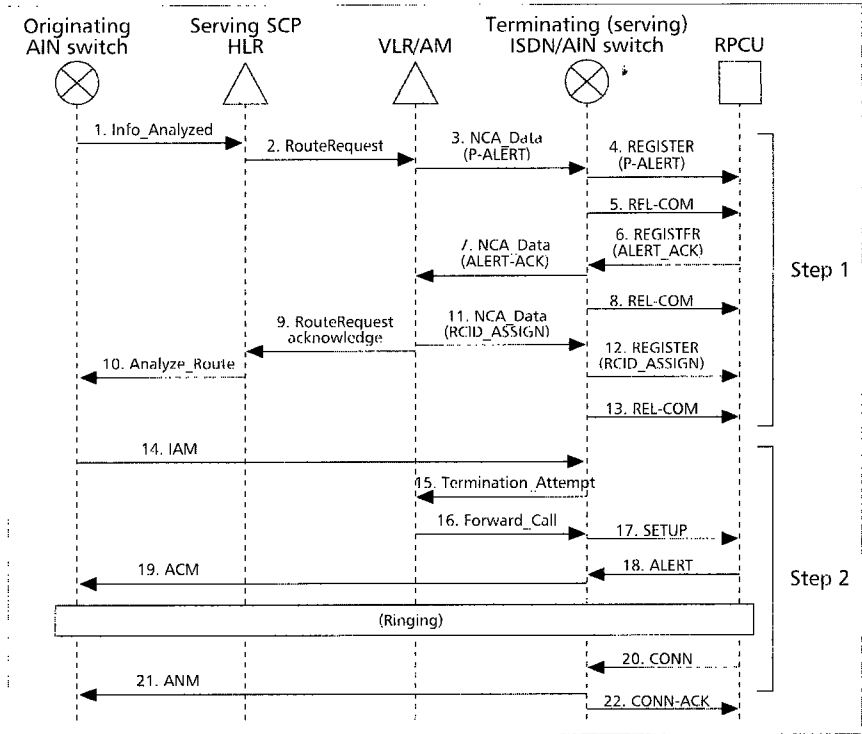 Originating
AIN switch
Serving SCP
HLR
VLR/AM
Terminating (serving)
ISDN/AIN switch
RPCU
1. Info_Analyzed
2. RouteRequest
3. NCA_Data
(P-ALERT)
4. REGISTER
(P-ALERT)
5. REL-COM
6. REGISTER
(ALERT_ACK)
7. NCA_Data
(ALERT-ACK)
Step 1
8. REL-COM
9. RouteRequest
acknowledge
11. NCA_Data
(RCID_ASSIGN)
10. Analyze_Route
12. REGISTER
(RCID_ASSIGN)
13. REL-COM
14. IAM
15. Termination_Attempt
16. Forward_Call
17. SETUP
18. ALERT
19. ACM
Step 2
(Ringing)
20. CONN
21. ANM
22. CONN-ACK